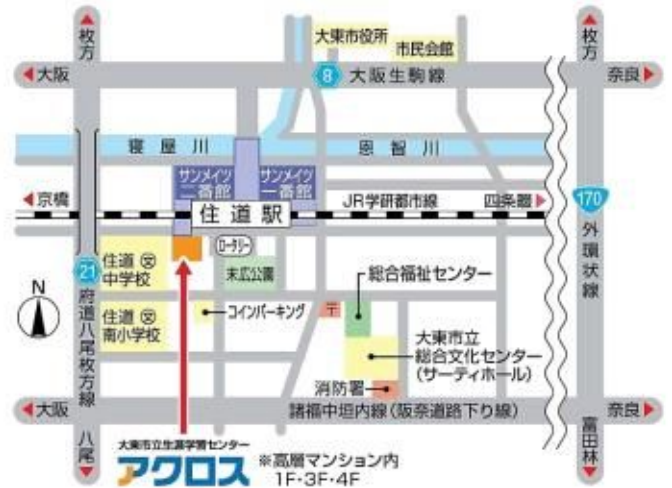 枚方
大東市役所
市民会館
枚方
大阪
8
大阪生駒線
奈良
寝屋川
恩智川
サンメイツ
二番館
サンメイツ
一番館
京橋
JR学研都市線
四条畷
住道駅
170
外環状線
ロータリー
住道㊫
中学校
末広公園
21
府道八尾枚方線
総合福祉センター
N
住道㊫
南小学校
コインパーキング
〒
大東市立
総合文化センター
(サーティホール)
消防署
大阪
諸福中垣内線(阪奈道路下り線)
奈良
八尾
富田林
大東市立生涯学習センター
アクロス
※高層マンション内
1F・3F・4F